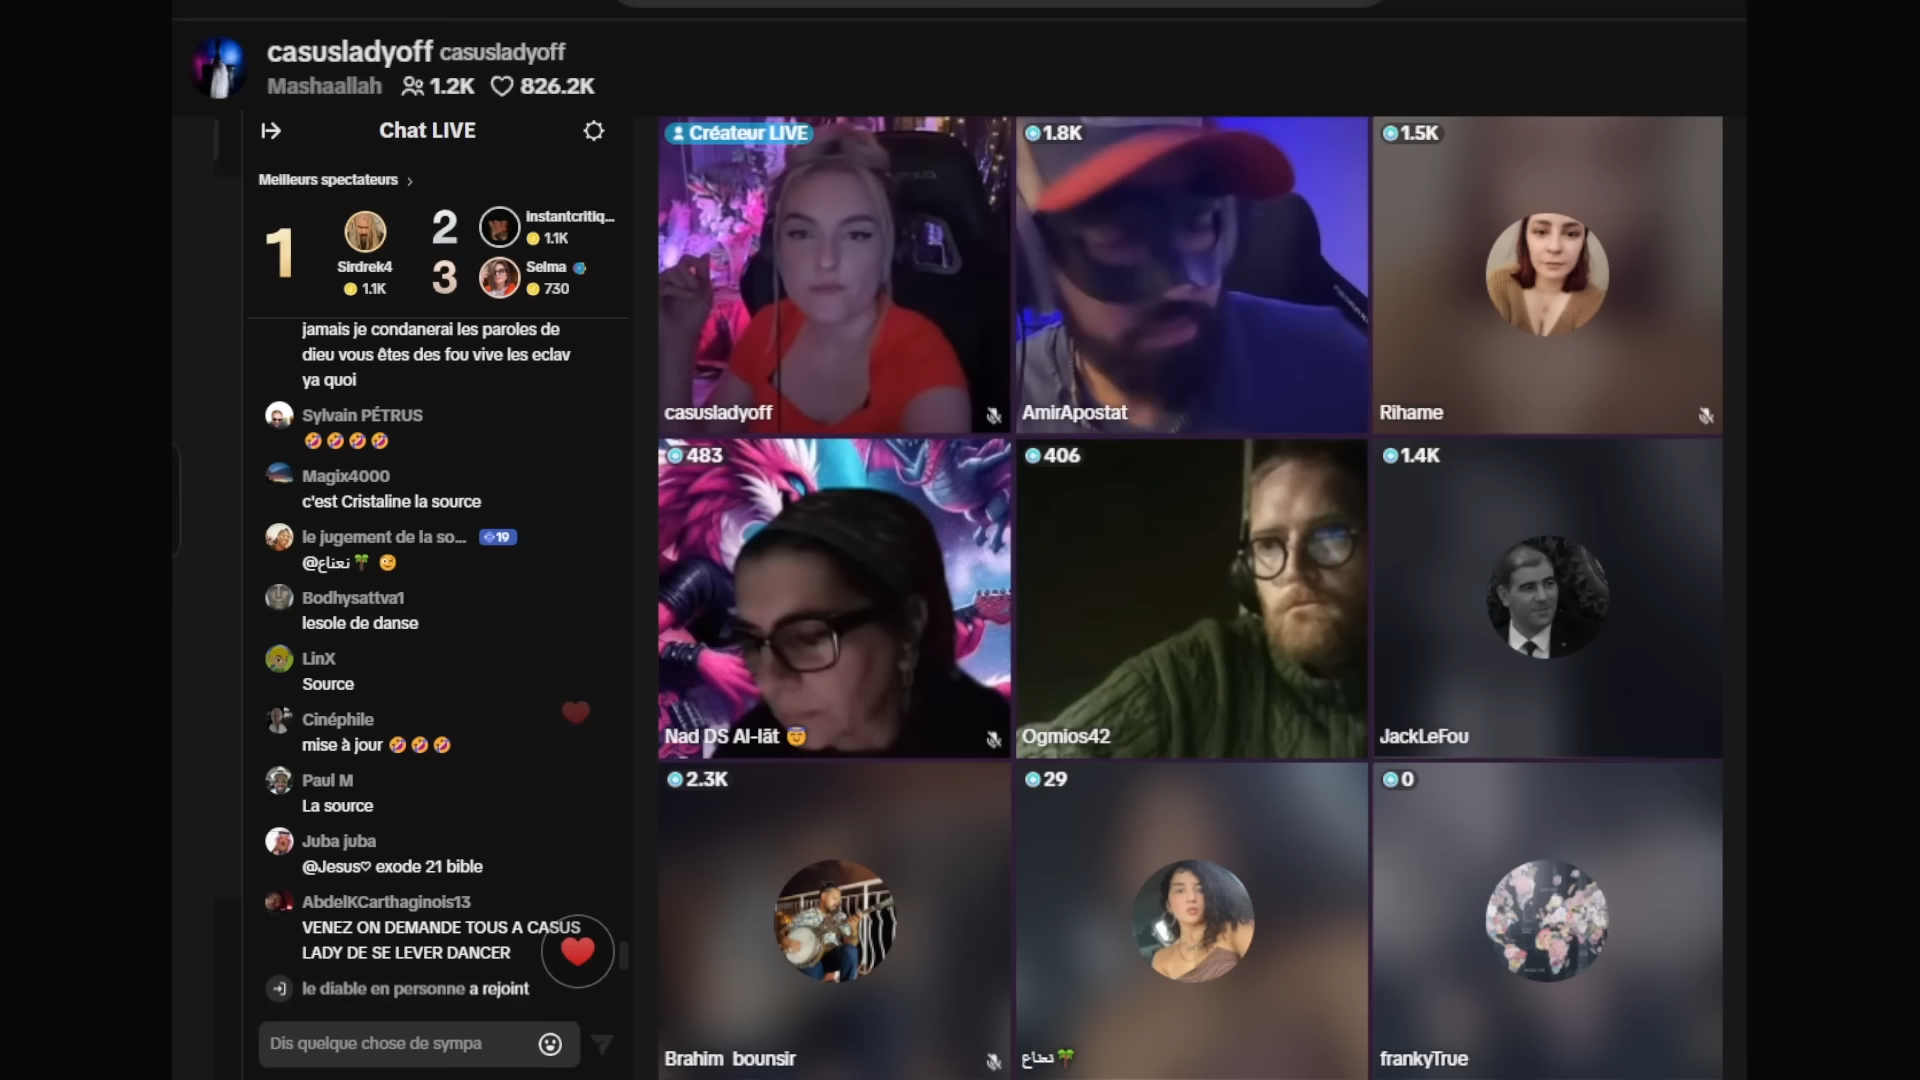 casusladyoff casusladyoff
Mashaallah 1.2K 826.2K
Chat LIVE
Meilleurs spectateurs >
1
Sirdrek4
1.1K
2
instantcritiq...
1.1K
3
Selma
730
jamais je condanerai les paroles de
dieu vous êtes des fou vive les eclav
ya quoi
Sylvain PÉTRUS
🤣🤣🤣🤣
Magix4000
c'est Cristaline la source
le jugement de la so... 19
@نعناع🌴 😏
Bodhysattva1
lesole de danse
LinX
Source
Cinéphile
mise à jour 🤣🤣🤣
Paul M
La source
Juba juba
@Jesus♡ exode 21 bible
AbdelKCarthaginois13
VENEZ ON DEMANDE TOUS A CASUS
LADY DE SE LEVER DANCER
le diable en personne a rejoint
Dis quelque chose de sympa
Créateur LIVE
casusladyoff
1.8K
AmirApostat
1.5K
Rihame
483
Nad DS Al-lāt 😇
406
Ogmios42
1.4K
JackLeFou
2.3K
Brahim bounsir
29
نعناع🌴
0
frankyTrue